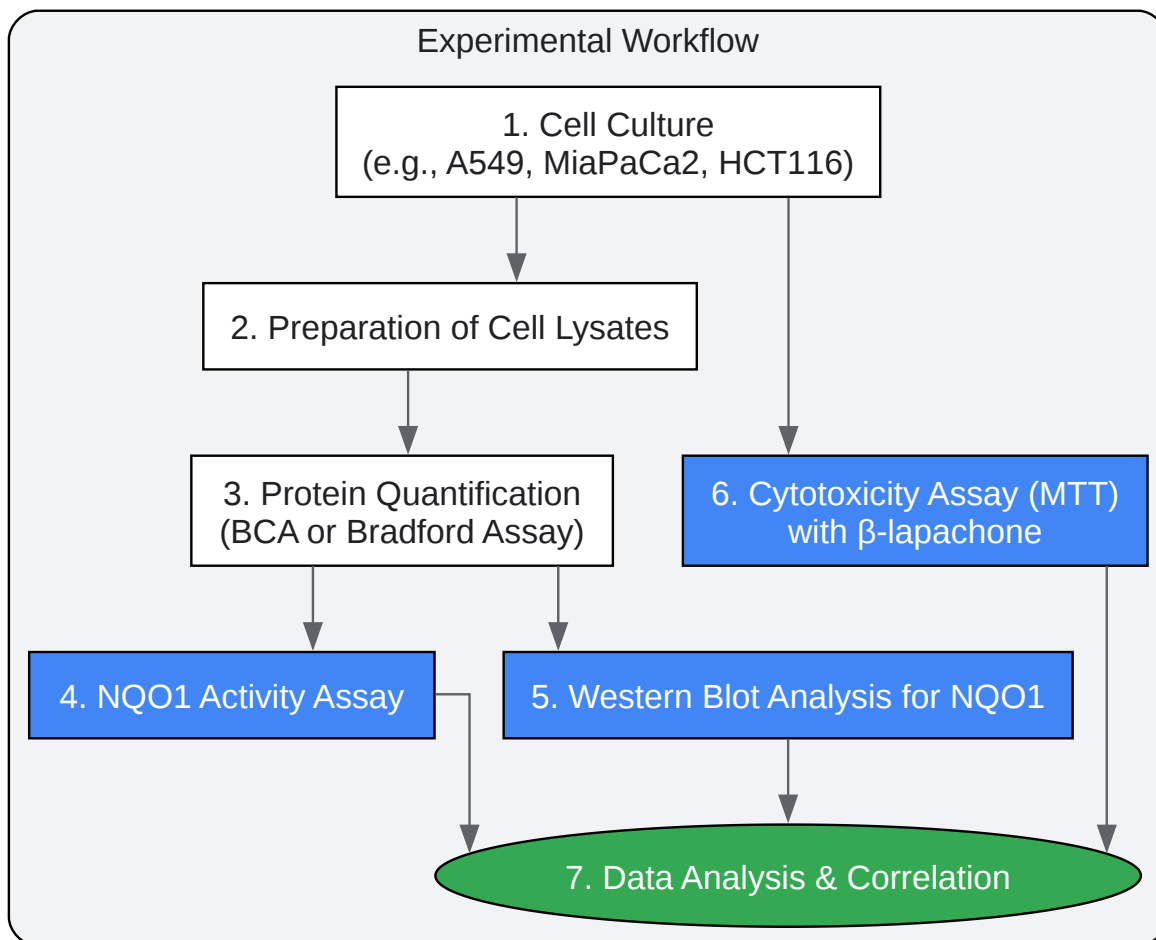 Experimental Workflow
1. Cell Culture
(e.g., A549, MiaPaCa2, HCT116)
2. Preparation of Cell Lysates
3. Protein Quantification
(BCA or Bradford Assay)
6. Cytotoxicity Assay (MTT)
with β-lapachone
4. NQO1 Activity Assay
5. Western Blot Analysis for NQO1
7. Data Analysis & Correlation